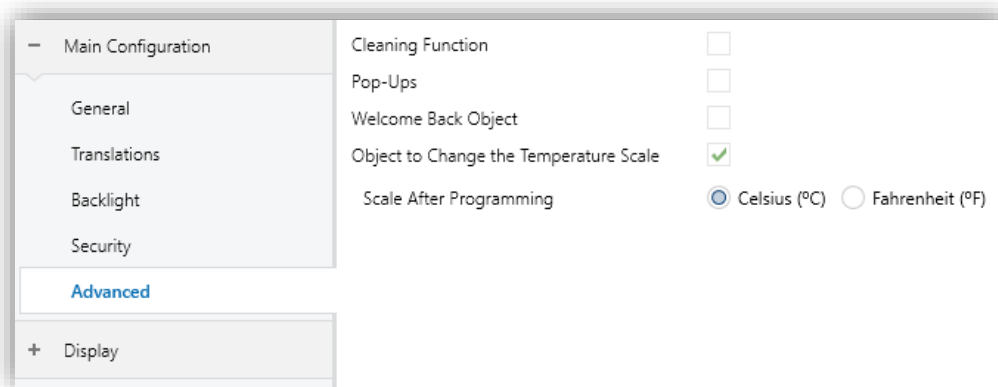 Main Configuration
General
Translations
Backlight
Security
Advanced
Display
Cleaning Function
Pop-Ups
Welcome Back Object
Object to Change the Temperature Scale
Scale After Programming
Celsius (ºC)
Fahrenheit (ºF)